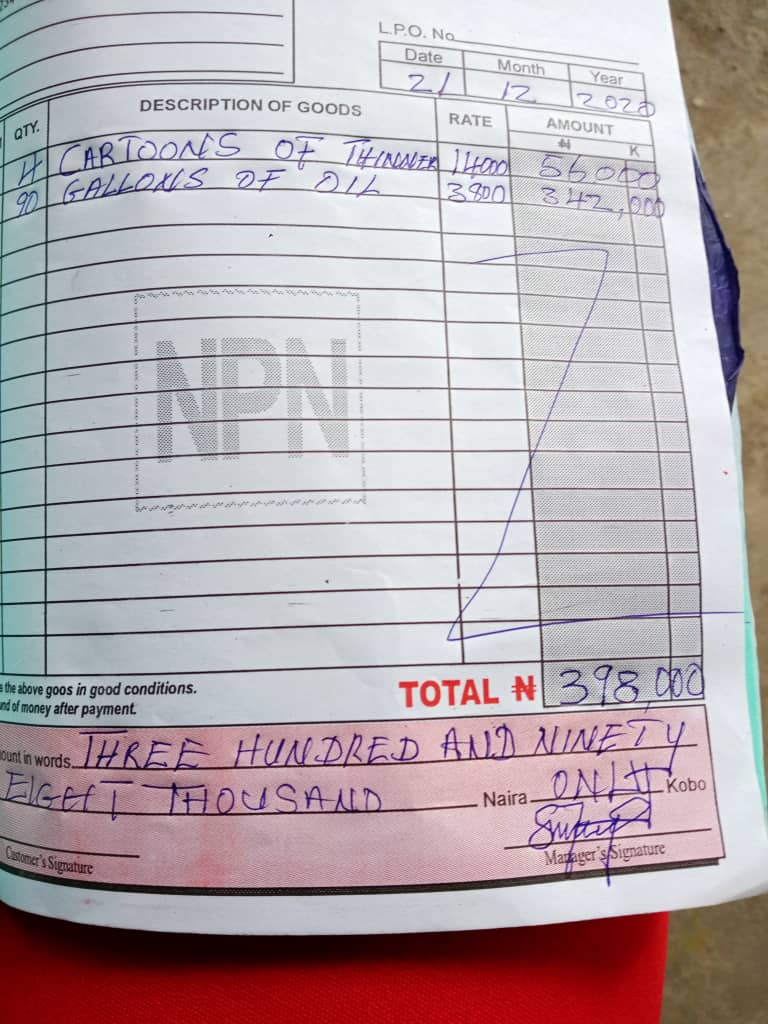 L.P.O. No
Date Month Year
21 12 2020
QTY. DESCRIPTION OF GOODS RATE AMOUNT
₦ K
4 CARTOONS OF THINNER 14000 56000
90 GALLONS OF OIL 3800 342,000
NPN
the above goos in good conditions.
nd of money after payment.
TOTAL ₦ 398,000
ount in words THREE HUNDRED AND NINETY
EIGHT THOUSAND Naira ONLY Kobo
Customer's Signature Manager's Signature